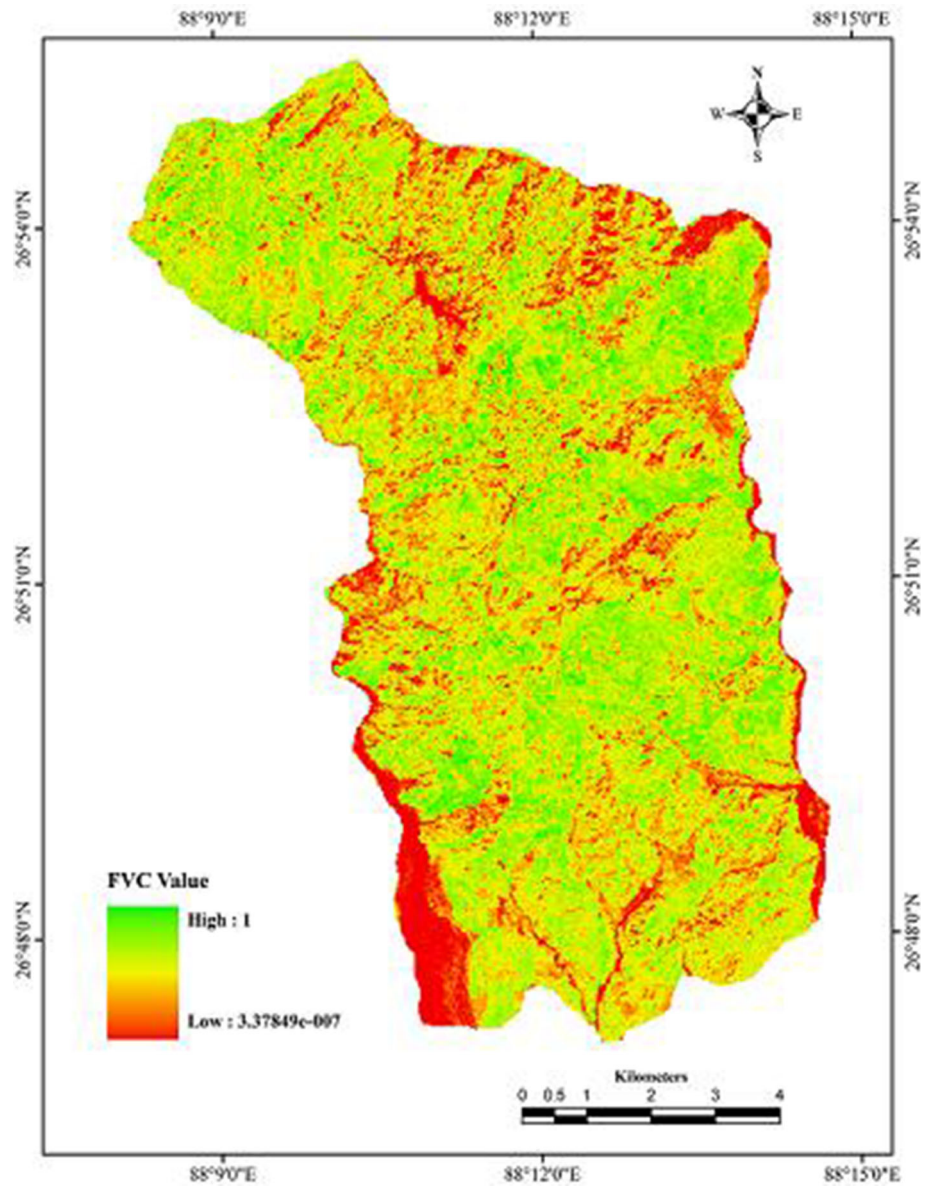 88°9'0"E 88°12'0"E 88°15'0"E
N
W E
S
26°54'0"N 26°54'0"N
26°51'0"N 26°51'0"N
FVC Value
High : 1
Low : 3.37849e-007
26°48'0"N 26°48'0"N
Kilometers
0 0.5 1 2 3 4
88°9'0"E 88°12'0"E 88°15'0"E